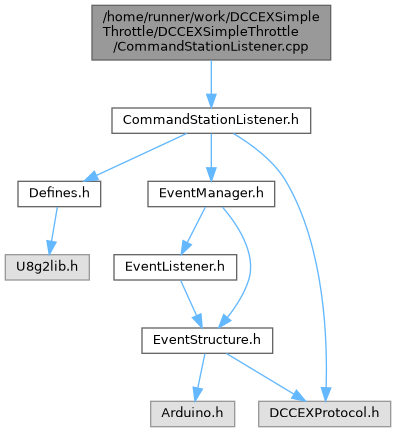 /home/runner/work/DCCEXSimple
Throttle/DCCEXSimpleThrottle
/CommandStationListener.cpp
CommandStationListener.h
Defines.h
EventManager.h
U8g2lib.h
EventListener.h
EventStructure.h
Arduino.h
DCCEXProtocol.h